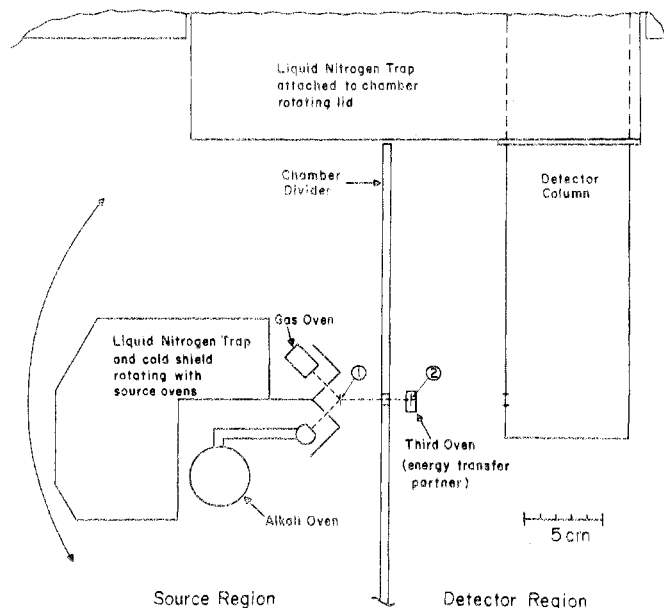 Liquid Nitrogen Trap
attached to chamber
rotating lid
Chamber
Divider
Detector
Column
Gas Oven
Liquid Nitrogen Trap
and cold shield
rotating with
source ovens
①
②
Third Oven
(energy transfer
partner)
Alkali Oven
5 cm
Source Region
Detector Region